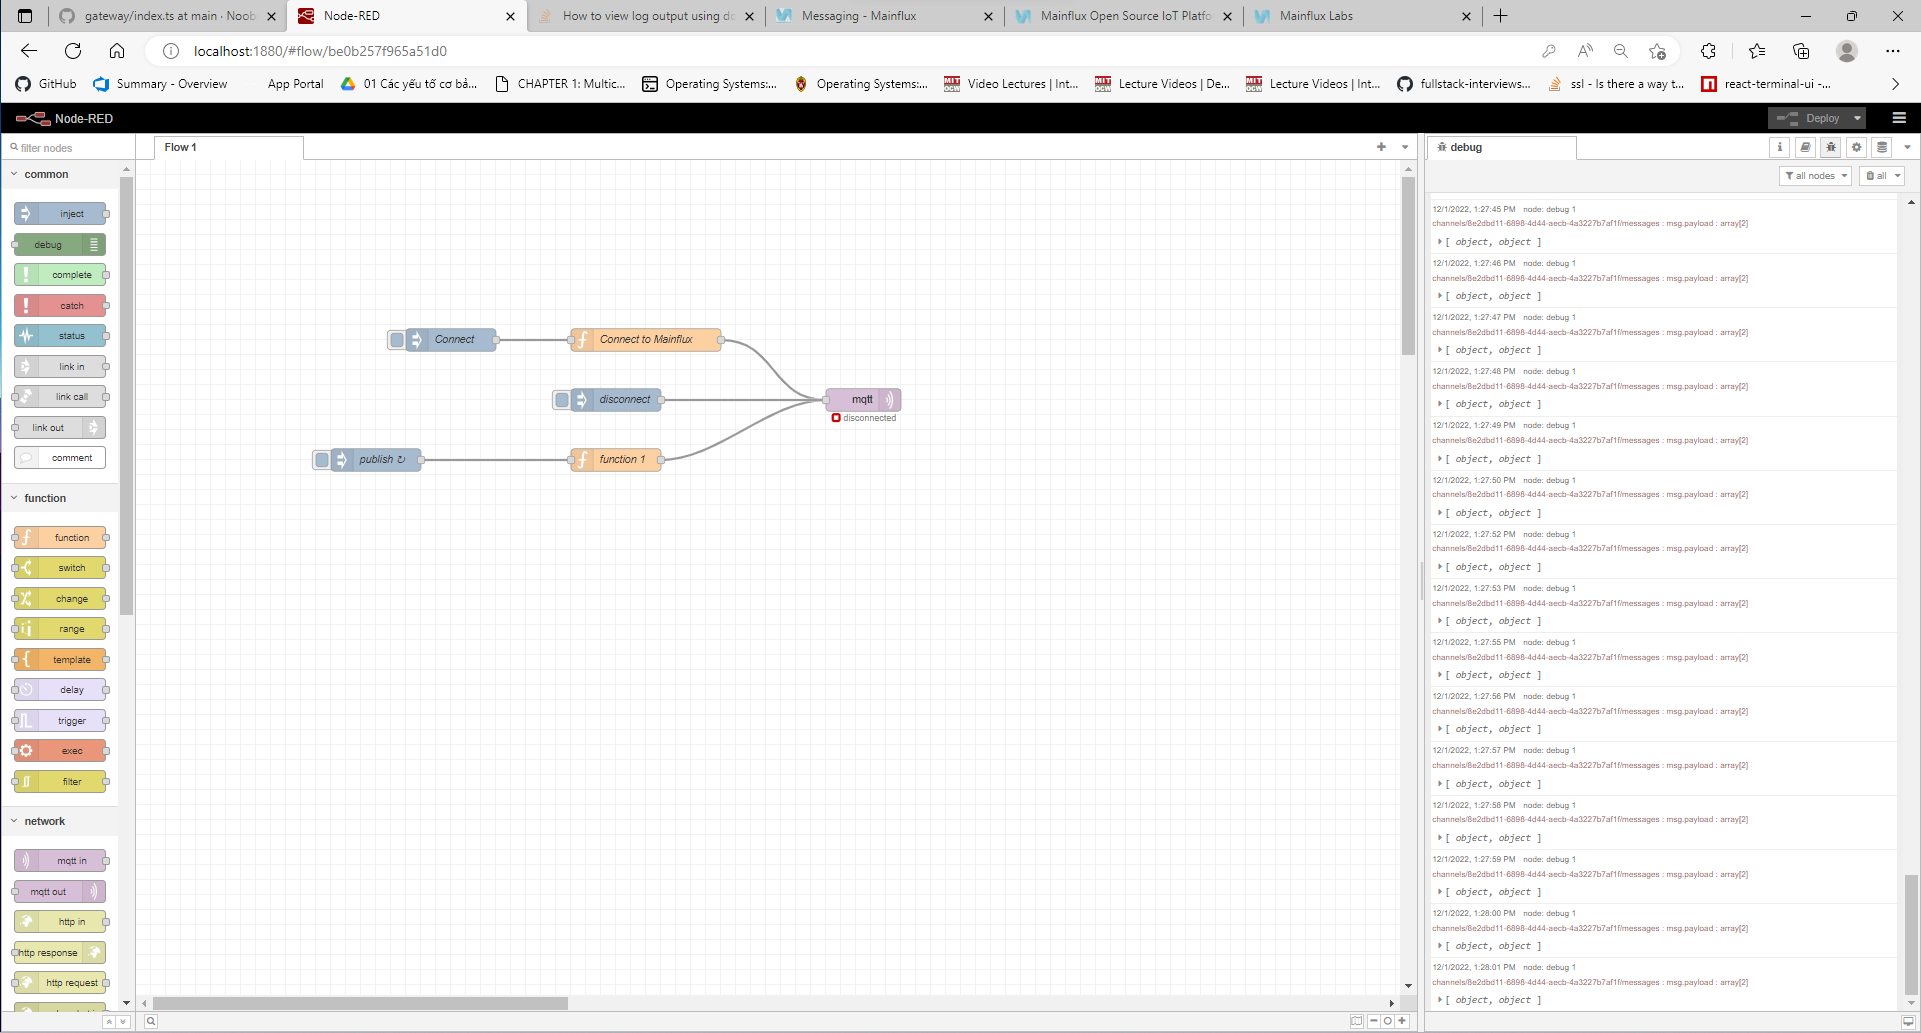 gateway/index.ts at main · Noob
Node-RED
How to view log output using do
Messaging - Mainflux
Mainflux Open Source IoT Platfo
Mainflux Labs
localhost:1880/#flow/be0b257f965a51d0
GitHub
Summary - Overview
App Portal
01 Các yếu tố cơ bả...
CHAPTER 1: Multic...
Operating Systems:...
Operating Systems:...
Video Lectures | Int...
Lecture Videos | De...
Lecture Videos | Int...
fullstack-interviews...
ssl - Is there a way t...
react-terminal-ui -...
Node-RED
Deploy
filter nodes
common
inject
debug
complete
catch
status
link in
link call
link out
comment
function
function
switch
change
range
template
delay
trigger
exec
filter
network
mqtt in
mqtt out
http in
http response
http request
Flow 1
Connect
Connect to Mainflux
disconnect
mqtt
disconnected
publish ↻
function 1
debug
all nodes
all
12/1/2022, 1:27:45 PM node: debug 1
channels/8e2dbd11-6898-4d44-aecb-4a3227b7af1f/messages : msg.payload : array[2]
[ object, object ]
12/1/2022, 1:27:46 PM node: debug 1
channels/8e2dbd11-6898-4d44-aecb-4a3227b7af1f/messages : msg.payload : array[2]
[ object, object ]
12/1/2022, 1:27:47 PM node: debug 1
channels/8e2dbd11-6898-4d44-aecb-4a3227b7af1f/messages : msg.payload : array[2]
[ object, object ]
12/1/2022, 1:27:48 PM node: debug 1
channels/8e2dbd11-6898-4d44-aecb-4a3227b7af1f/messages : msg.payload : array[2]
[ object, object ]
12/1/2022, 1:27:49 PM node: debug 1
channels/8e2dbd11-6898-4d44-aecb-4a3227b7af1f/messages : msg.payload : array[2]
[ object, object ]
12/1/2022, 1:27:50 PM node: debug 1
channels/8e2dbd11-6898-4d44-aecb-4a3227b7af1f/messages : msg.payload : array[2]
[ object, object ]
12/1/2022, 1:27:52 PM node: debug 1
channels/8e2dbd11-6898-4d44-aecb-4a3227b7af1f/messages : msg.payload : array[2]
[ object, object ]
12/1/2022, 1:27:53 PM node: debug 1
channels/8e2dbd11-6898-4d44-aecb-4a3227b7af1f/messages : msg.payload : array[2]
[ object, object ]
12/1/2022, 1:27:55 PM node: debug 1
channels/8e2dbd11-6898-4d44-aecb-4a3227b7af1f/messages : msg.payload : array[2]
[ object, object ]
12/1/2022, 1:27:56 PM node: debug 1
channels/8e2dbd11-6898-4d44-aecb-4a3227b7af1f/messages : msg.payload : array[2]
[ object, object ]
12/1/2022, 1:27:57 PM node: debug 1
channels/8e2dbd11-6898-4d44-aecb-4a3227b7af1f/messages : msg.payload : array[2]
[ object, object ]
12/1/2022, 1:27:58 PM node: debug 1
channels/8e2dbd11-6898-4d44-aecb-4a3227b7af1f/messages : msg.payload : array[2]
[ object, object ]
12/1/2022, 1:27:59 PM node: debug 1
channels/8e2dbd11-6898-4d44-aecb-4a3227b7af1f/messages : msg.payload : array[2]
[ object, object ]
12/1/2022, 1:28:00 PM node: debug 1
channels/8e2dbd11-6898-4d44-aecb-4a3227b7af1f/messages : msg.payload : array[2]
[ object, object ]
12/1/2022, 1:28:01 PM node: debug 1
channels/8e2dbd11-6898-4d44-aecb-4a3227b7af1f/messages : msg.payload : array[2]
[ object, object ]